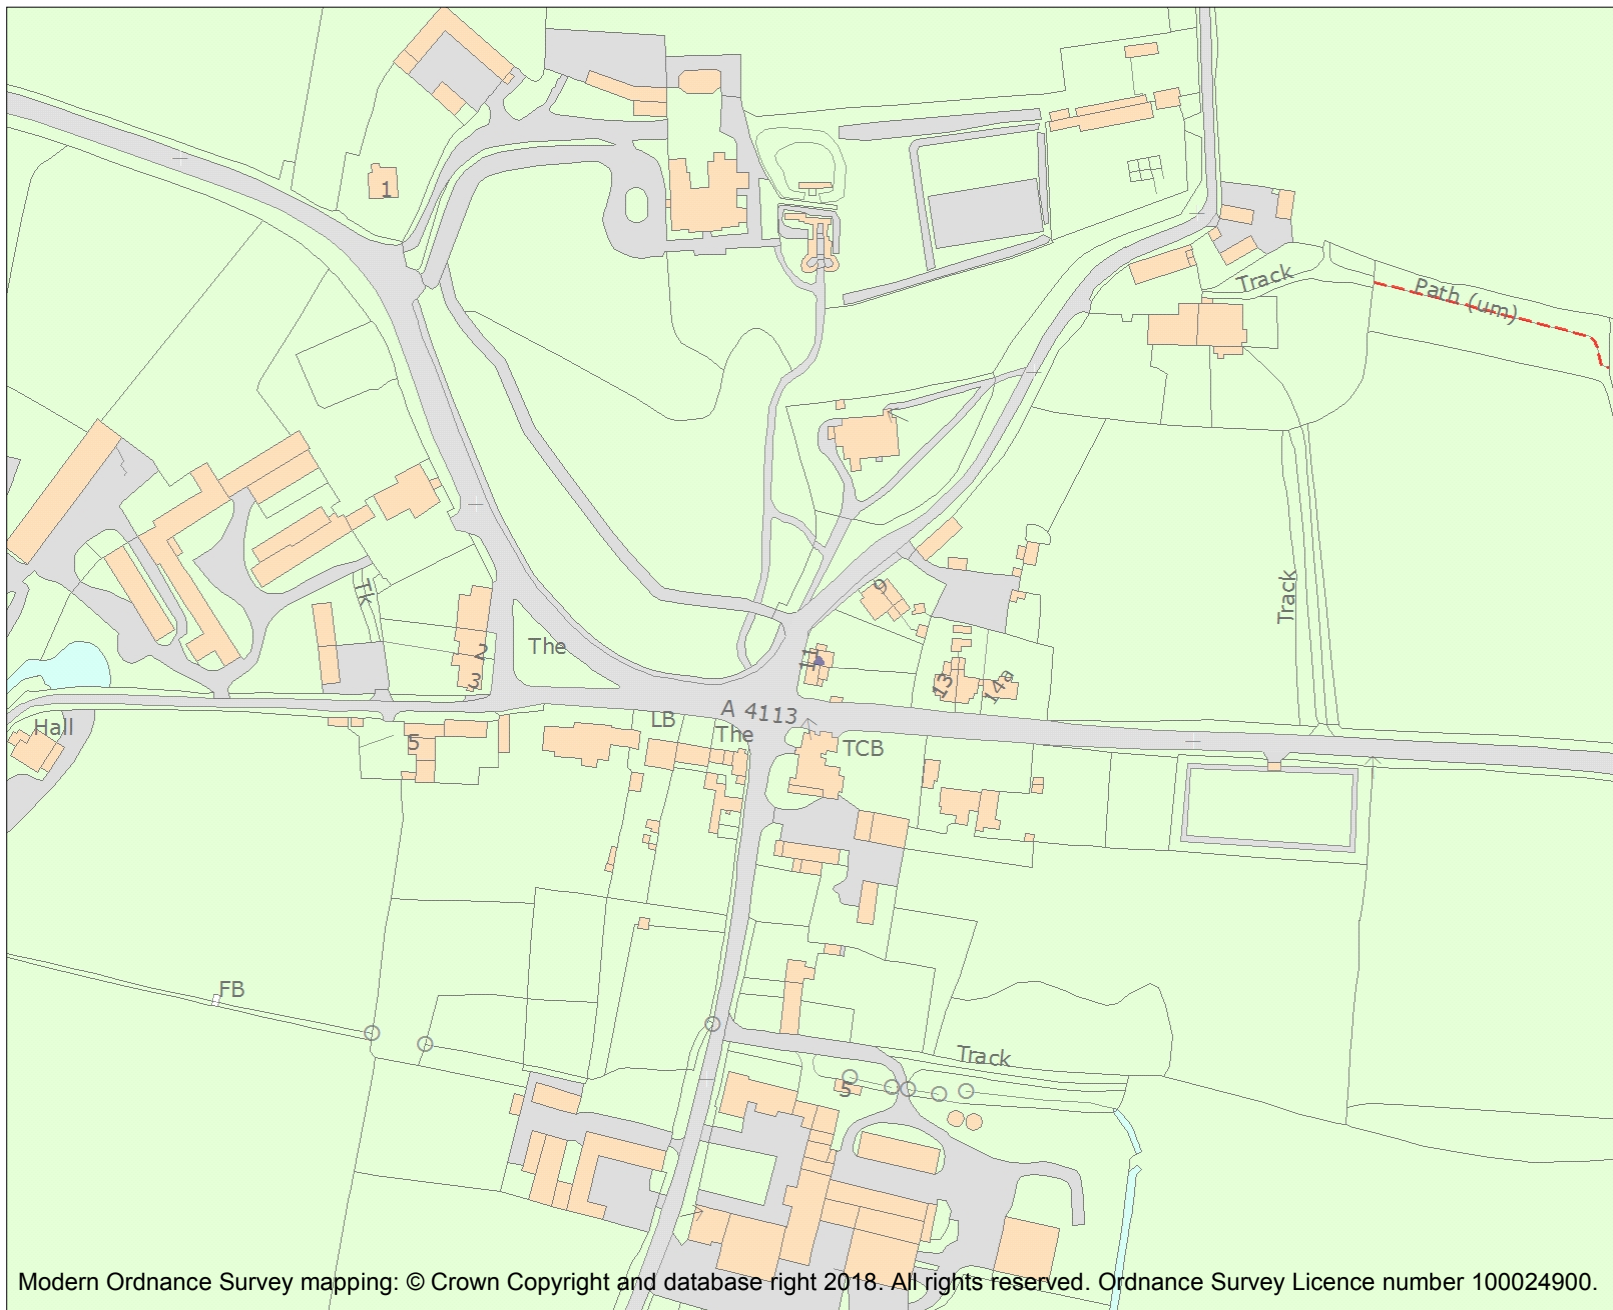 1
Track
Path (um)
Tk
9
Track
The
2
11
3
13
14a
A 4113
LB
The
Hall
5
TCB
FB
Track
5
Modern Ordnance Survey mapping: © Crown Copyright and database right 2018. All rights reserved. Ordnance Survey Licence number 100024900.